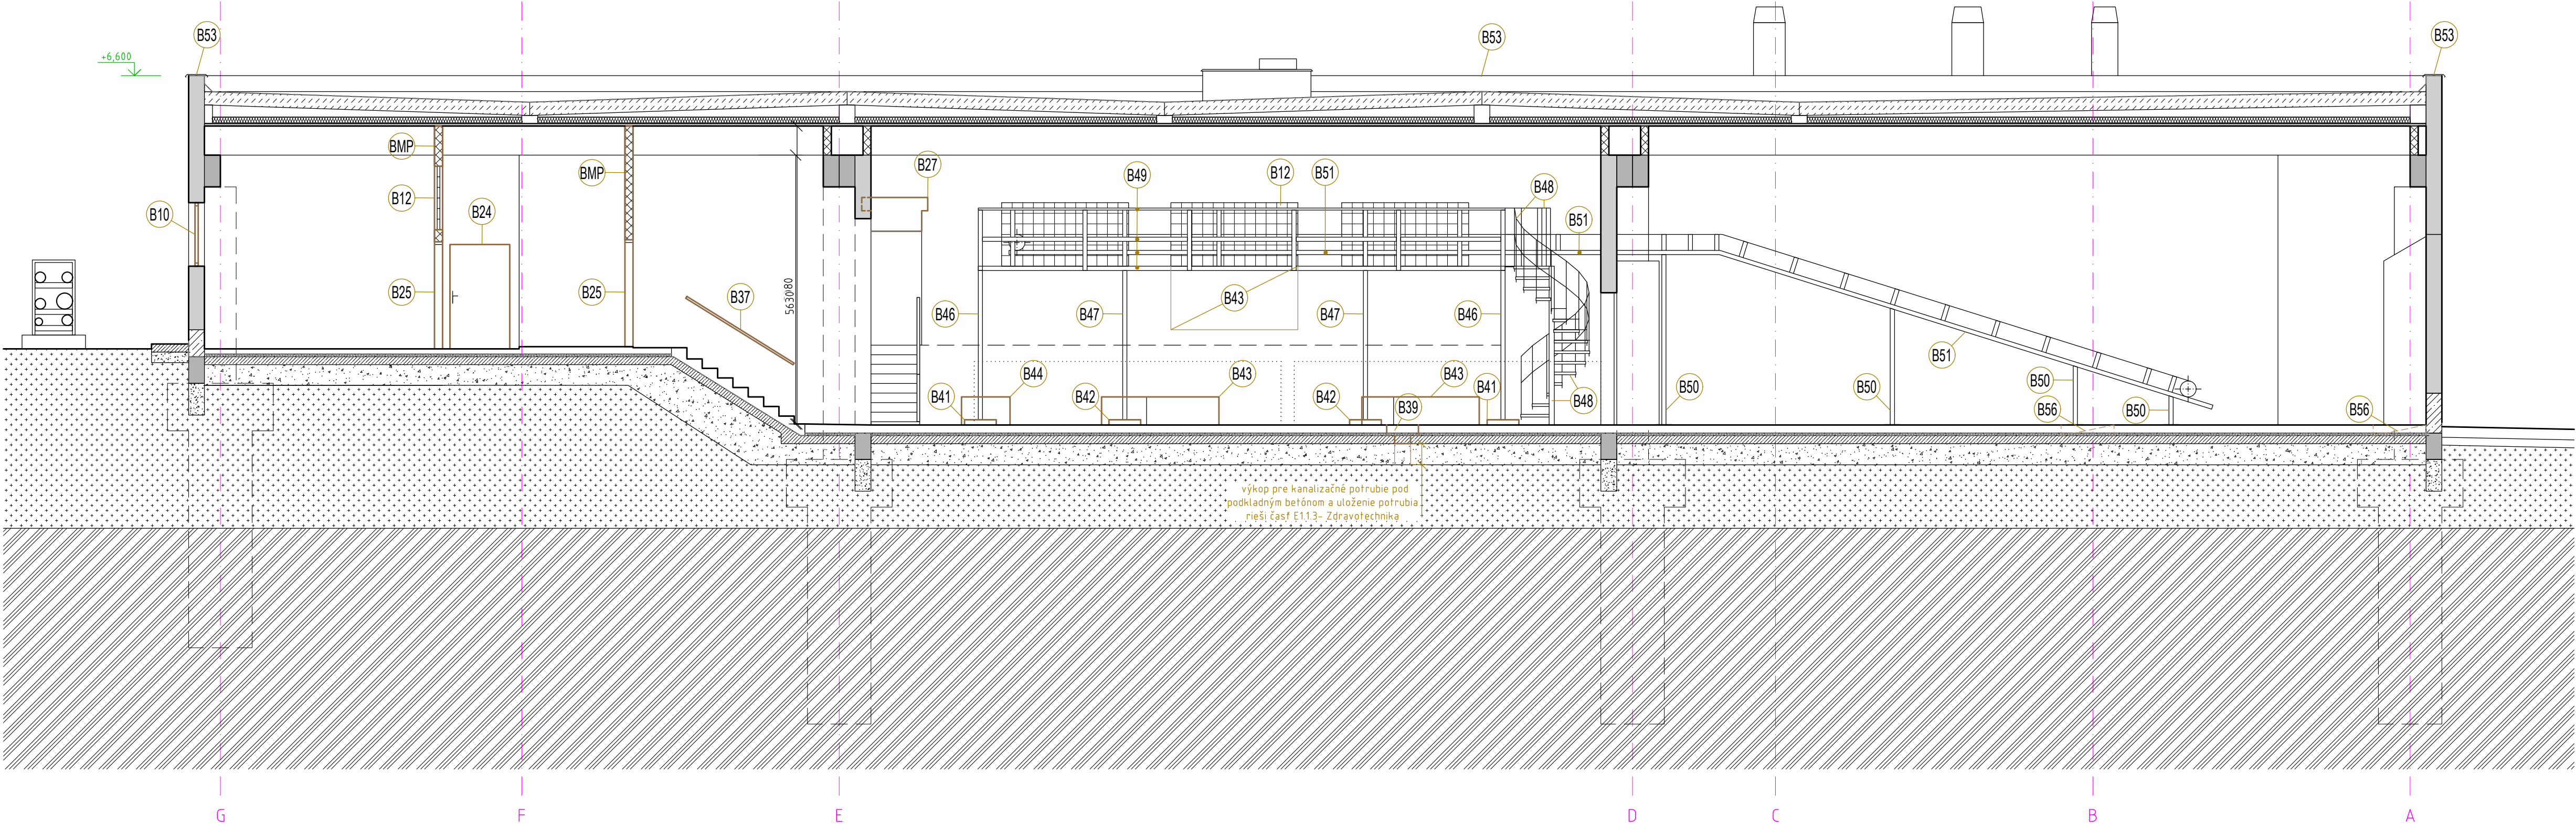 B53
B53
B53
+6,600
BMP
BMP
B27
B49
B12
B51
B48
B12
B10
B24
B51
B25
B25
B37
B43
B46
B47
B47
B46
B51
B44
B43
B43
B41
B42
B42
B39
B41
B48
B50
B50
B50
B56
B50
B56
výkop pre kanalizačné potrubie pod
podkladným betónom a uloženie potrubia
rieši časť E1.1.3- Zdravotechnika
G
F
E
D
C
B
A